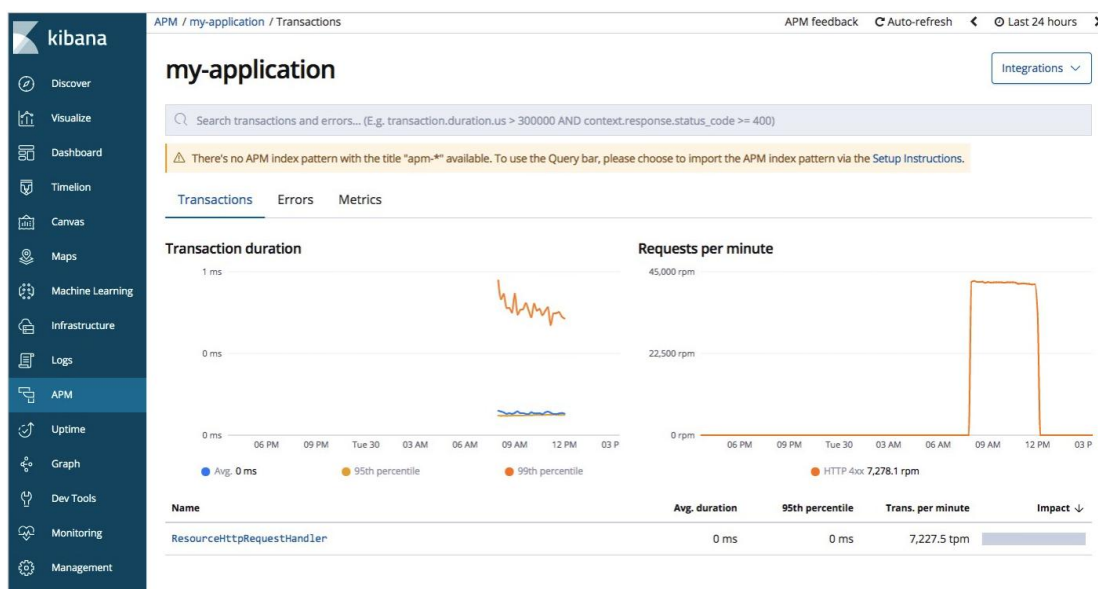 kibana
Discover
Visualize
Dashboard
Timelion
Canvas
Maps
Machine Learning
Infrastructure
Logs
APM
Uptime
Graph
Dev Tools
Monitoring
Management
APM / my-application / Transactions
APM feedback Auto-refresh Last 24 hours
my-application
Integrations
Search transactions and errors... (E.g. transaction.duration.us > 300000 AND context.response.status_code >= 400)
There's no APM index pattern with the title "apm-*" available. To use the Query bar, please choose to import the APM index pattern via the Setup Instructions.
Transactions Errors Metrics
Transaction duration
1 ms
0 ms
0 ms
06 PM 09 PM Tue 30 03 AM 06 AM 09 AM 12 PM 03 P
Avg. 0 ms 95th percentile 99th percentile
Requests per minute
45,000 rpm
22,500 rpm
0 rpm
06 PM 09 PM Tue 30 03 AM 06 AM 09 AM 12 PM 03 P
HTTP 4xx 7,278.1 rpm
Name Avg. duration 95th percentile Trans. per minute Impact
ResourceHttpRequestHandler 0 ms 0 ms 7,227.5 tpm